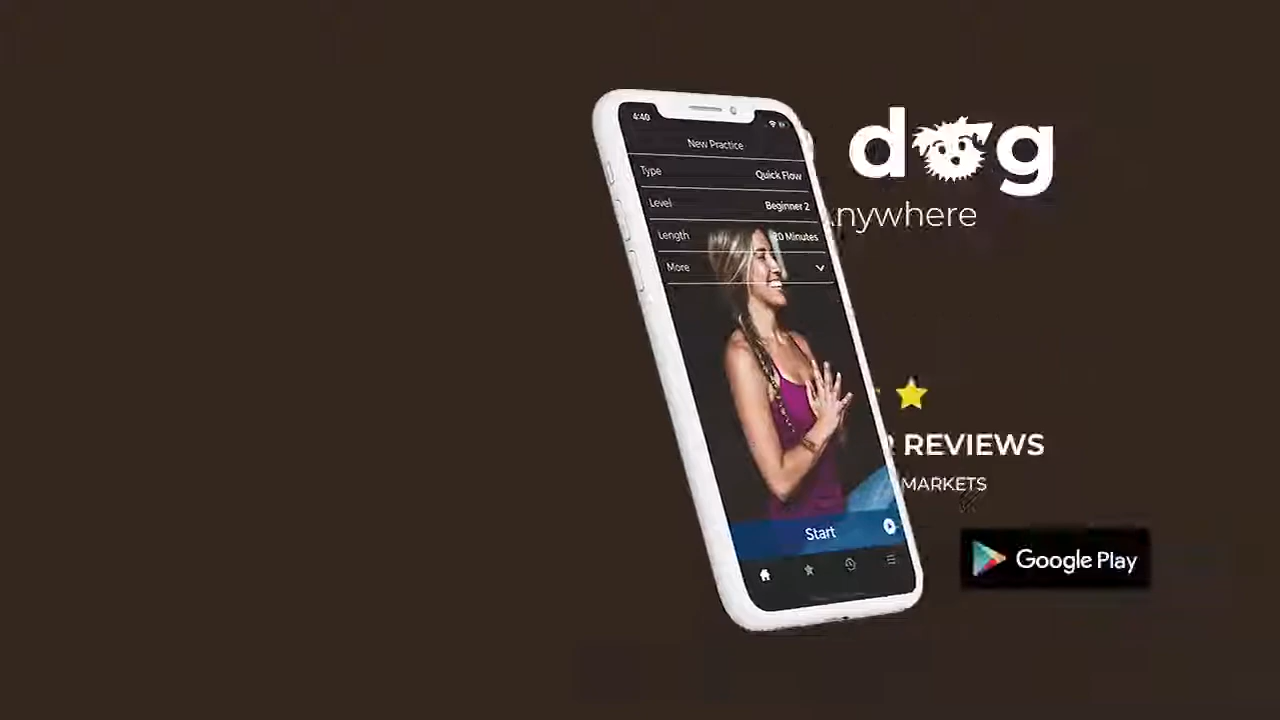 4:40
New Practice
Type Quick Flow
Level Beginner 2
Length 20 Minutes
More
Start
dog
nywhere
R REVIEWS
MARKETS
Google Play